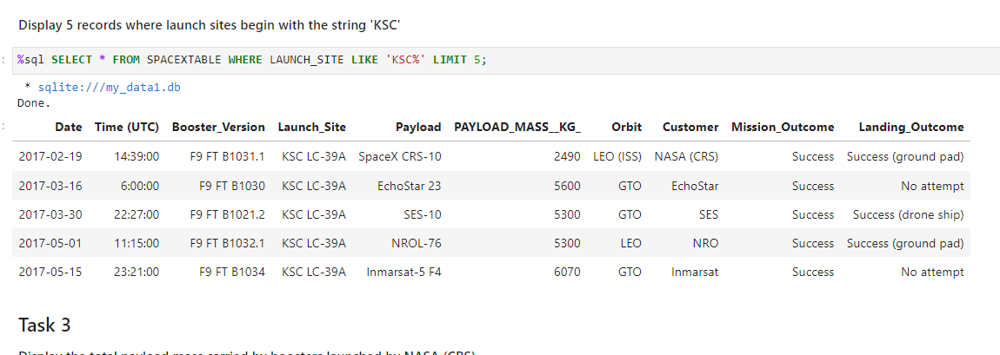 Display 5 records where launch sites begin with the string 'KSC'
: %sql SELECT * FROM SPACEXTABLE WHERE LAUNCH_SITE LIKE 'KSC%' LIMIT 5;
* sqlite:///my_data1.db
Done.
: Date Time (UTC) Booster_Version Launch_Site Payload PAYLOAD_MASS__KG_ Orbit Customer Mission_Outcome Landing_Outcome
2017-02-19 14:39:00 F9 FT B1031.1 KSC LC-39A SpaceX CRS-10 2490 LEO (ISS) NASA (CRS) Success Success (ground pad)
2017-03-16 6:00:00 F9 FT B1030 KSC LC-39A EchoStar 23 5600 GTO EchoStar Success No attempt
2017-03-30 22:27:00 F9 FT B1021.2 KSC LC-39A SES-10 5300 GTO SES Success Success (drone ship)
2017-05-01 11:15:00 F9 FT B1032.1 KSC LC-39A NROL-76 5300 LEO NRO Success Success (ground pad)
2017-05-15 23:21:00 F9 FT B1034 KSC LC-39A Inmarsat-5 F4 6070 GTO Inmarsat Success No attempt
Task 3
Display the total payload mass carried by boosters launched by NASA (CRS)